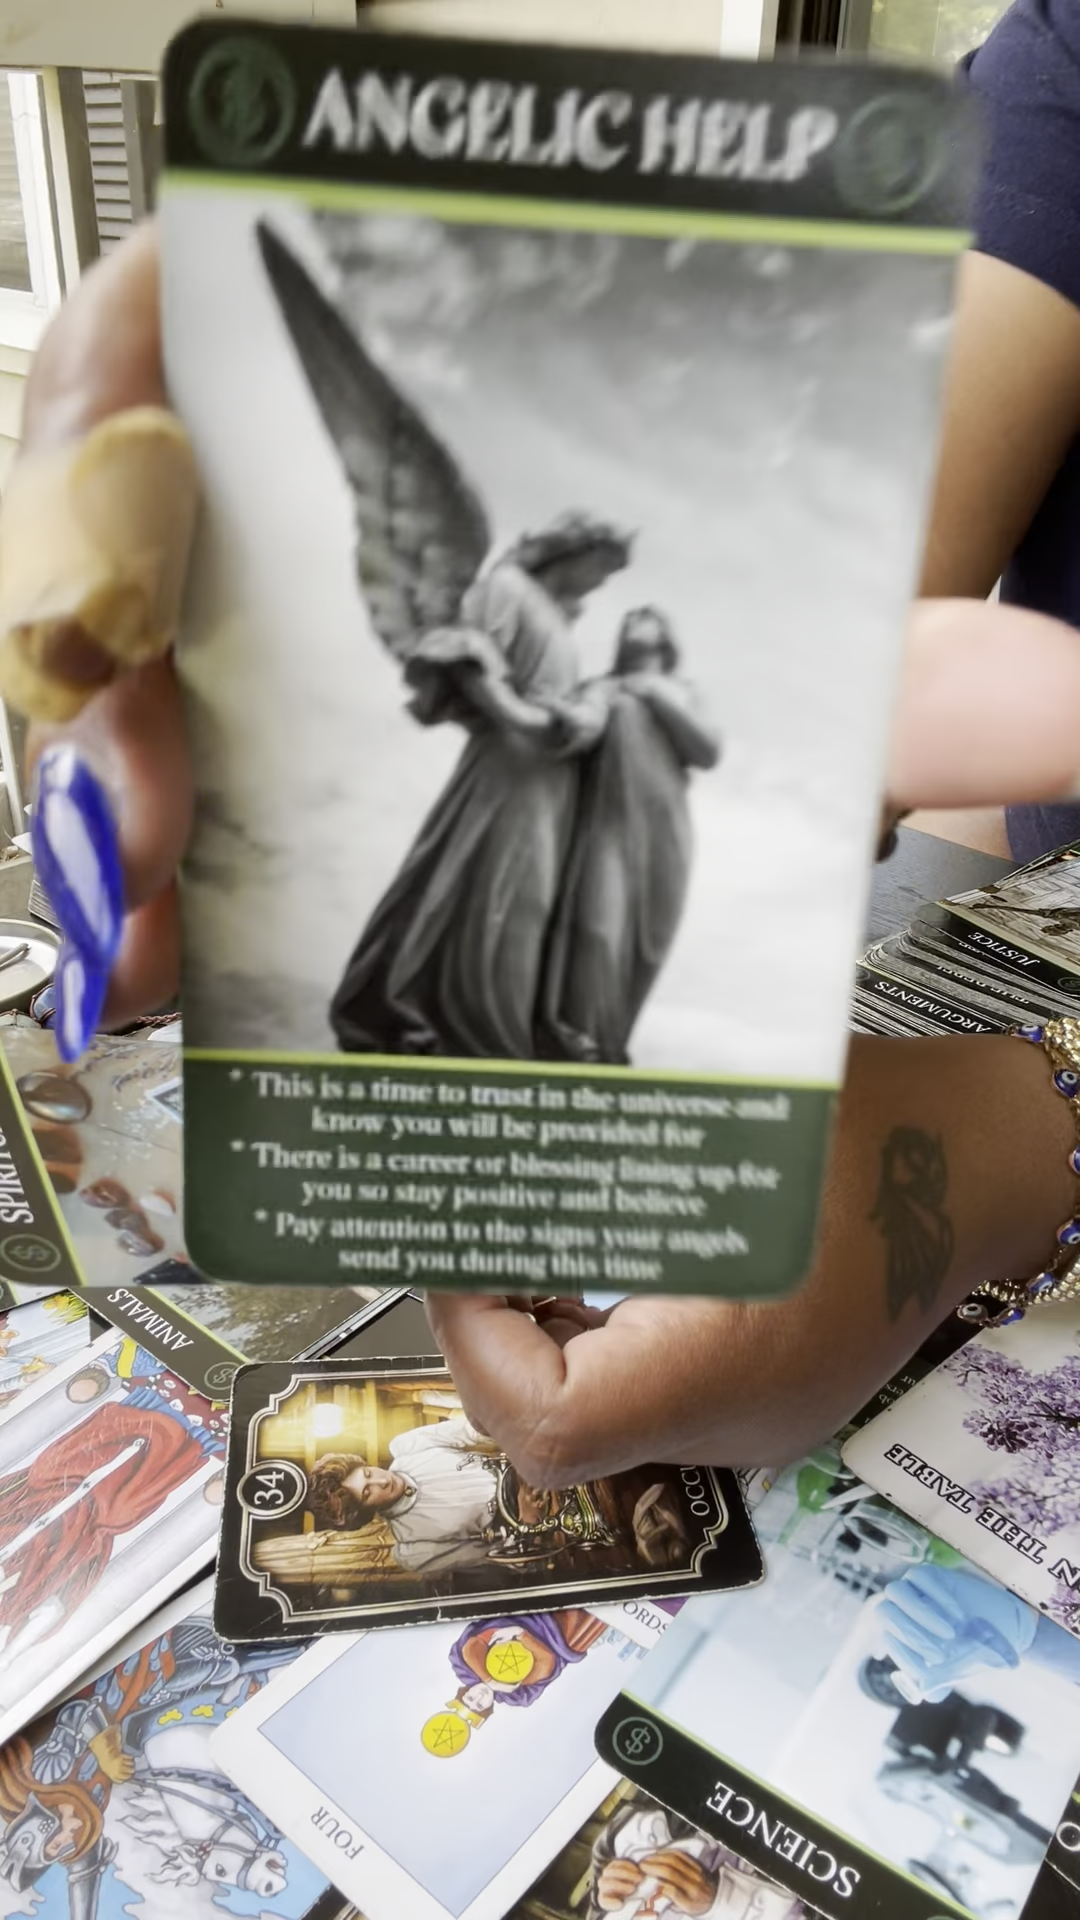 ANGELIC HELP
* This is a time to trust in the universe and
know you will be provided for
* There is a career or blessing lining up for
you so stay positive and believe
* Pay attention to the signs your angels
send you during this time
JUSTICE
ARGUMENTS
ANIMALS
34
N THE TABLE
ORDS
FOUR
$
SCIENCE